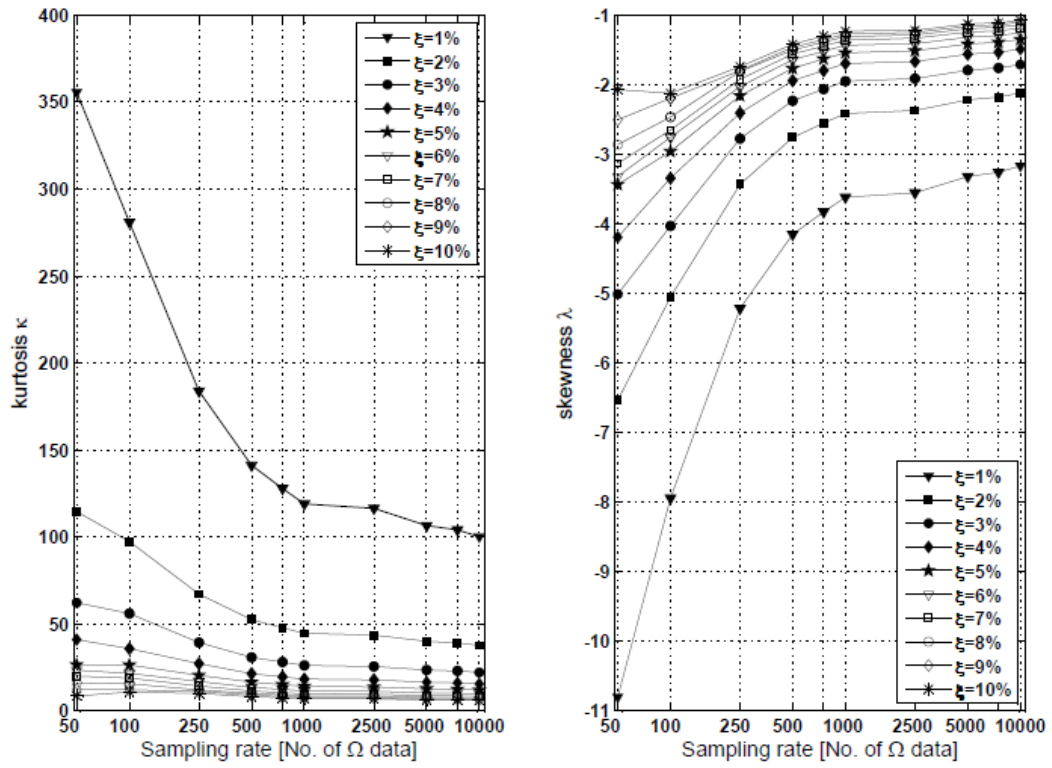 400
350
300
250
200
150
100
50
0
kurtosis κ
ξ=1%
ξ=2%
ξ=3%
ξ=4%
ξ=5%
ξ=6%
ξ=7%
ξ=8%
ξ=9%
ξ=10%
50 100 250 500 1000 2500 5000 10000
Sampling rate [No. of Ω data]
-1
-2
-3
-4
-5
-6
-7
-8
-9
-10
-11
skewness λ
ξ=1%
ξ=2%
ξ=3%
ξ=4%
ξ=5%
ξ=6%
ξ=7%
ξ=8%
ξ=9%
ξ=10%
50 100 250 500 1000 2500 5000 10000
Sampling rate [No. of Ω data]